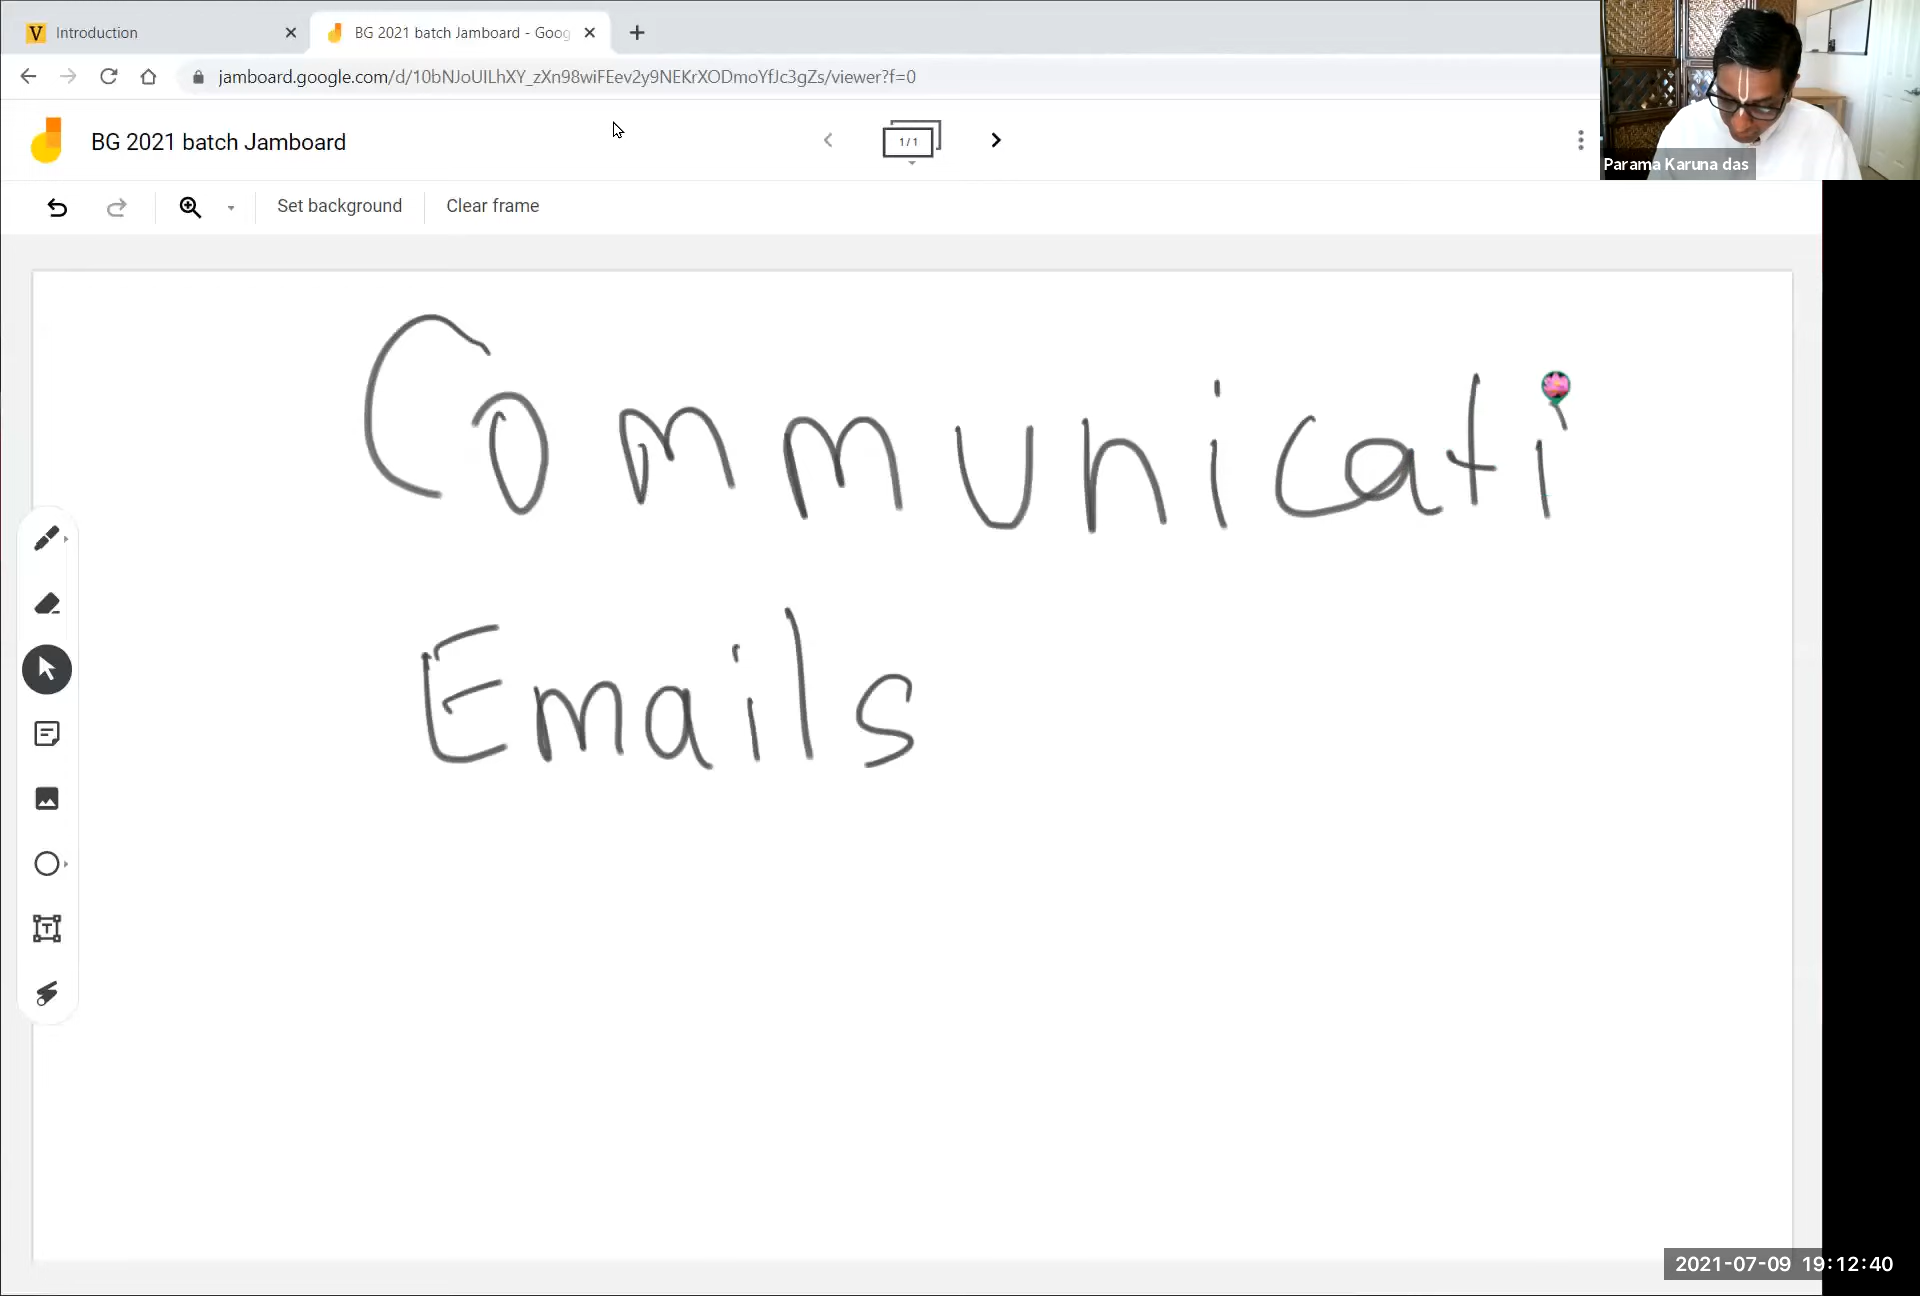 Introduction
BG 2021 batch Jamboard - Goog
jamboard.google.com/d/10bNJoUILhXY_zXn98wiFEev2y9NEKrXODmoYfJc3gZs/viewer?f=0
BG 2021 batch Jamboard
1/1
Parama Karuna das
Set background
Clear frame
Communicati
Emails
2021-07-09 19:12:40